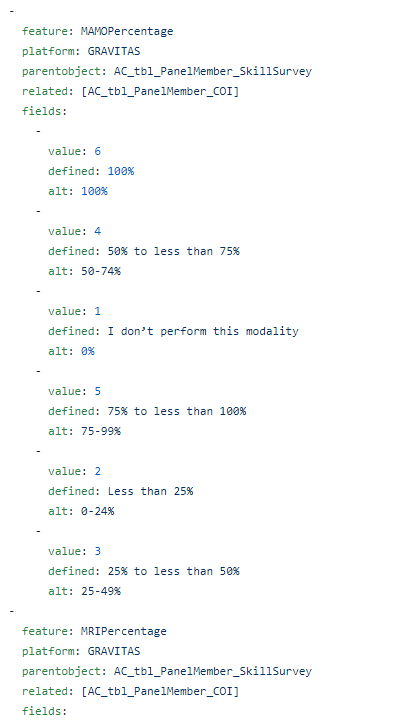 -
feature: MAMOPercentage
platform: GRAVITAS
parentobject: AC_tbl_PanelMember_SkillSurvey
related: [AC_tbl_PanelMember_COI]
fields:
-
value: 6
defined: 100%
alt: 100%
-
value: 4
defined: 50% to less than 75%
alt: 50-74%
-
value: 1
defined: I don’t perform this modality
alt: 0%
-
value: 5
defined: 75% to less than 100%
alt: 75-99%
-
value: 2
defined: Less than 25%
alt: 0-24%
-
value: 3
defined: 25% to less than 50%
alt: 25-49%
-
feature: MRIPercentage
platform: GRAVITAS
parentobject: AC_tbl_PanelMember_SkillSurvey
related: [AC_tbl_PanelMember_COI]
fields: